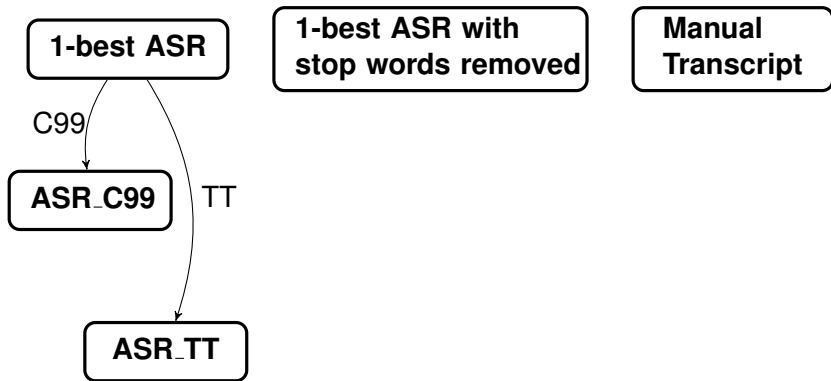 1-best ASR
1-best ASR with
stop words removed
Manual
Transcript
C99
ASR_C99
TT
ASR_TT